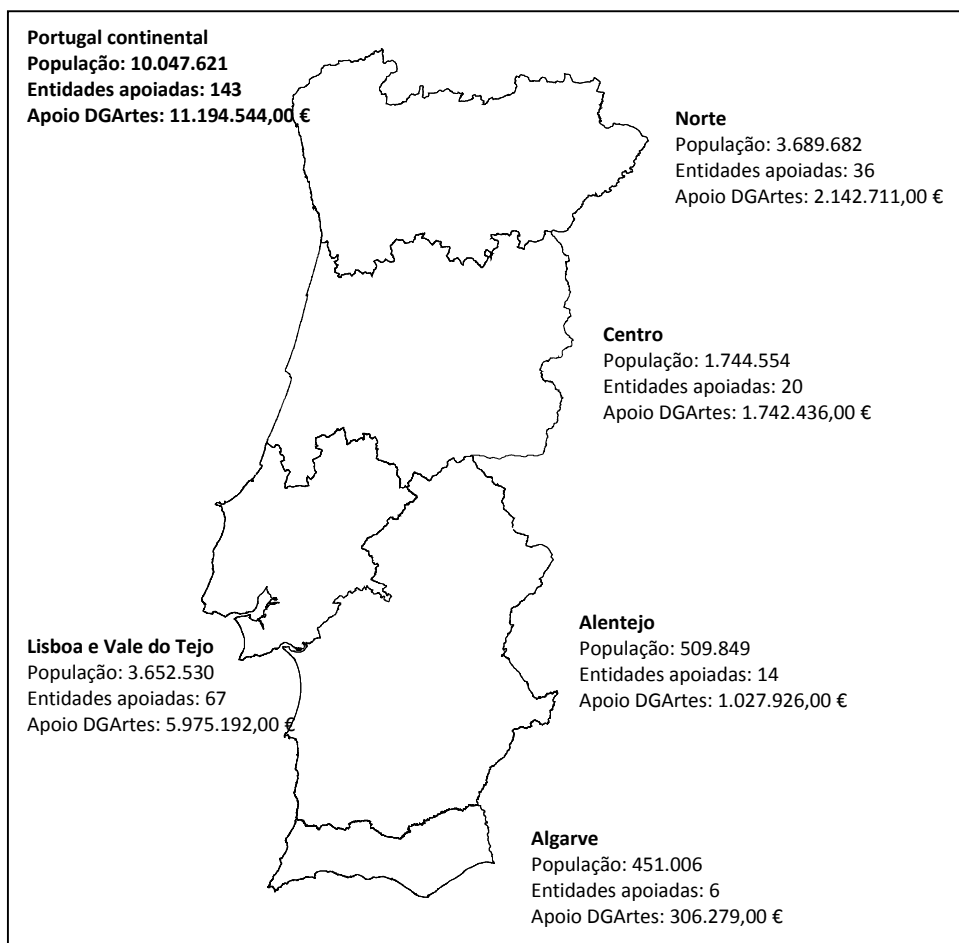 Portugal continental
População: 10.047.621
Entidades apoiadas: 143
Apoio DGArtes: 11.194.544,00 €
Norte
População: 3.689.682
Entidades apoiadas: 36
Apoio DGArtes: 2.142.711,00 €
Centro
População: 1.744.554
Entidades apoiadas: 20
Apoio DGArtes: 1.742.436,00 €
Lisboa e Vale do Tejo
População: 3.652.530
Entidades apoiadas: 67
Apoio DGArtes: 5.975.192,00 €
Alentejo
População: 509.849
Entidades apoiadas: 14
Apoio DGArtes: 1.027.926,00 €
Algarve
População: 451.006
Entidades apoiadas: 6
Apoio DGArtes: 306.279,00 €